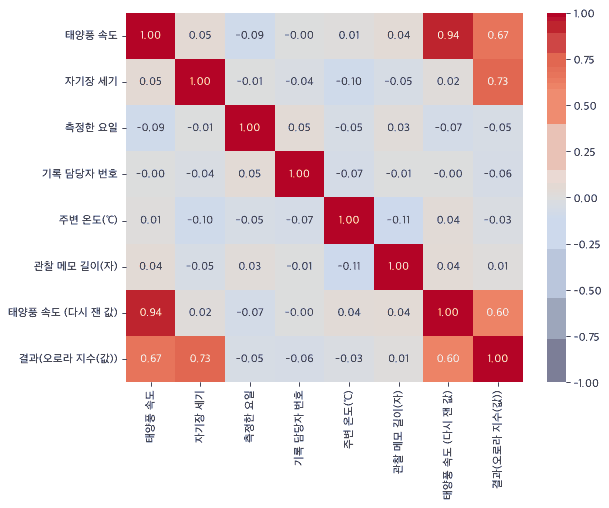 태양풍 속도 1.00 0.05 -0.09 -0.00 0.01 0.04 0.94 0.67
자기장 세기 0.05 1.00 -0.01 -0.04 -0.10 -0.05 0.02 0.73
측정한 요일 -0.09 -0.01 1.00 0.05 -0.05 0.03 -0.07 -0.05
기록 담당자 번호 -0.00 -0.04 0.05 1.00 -0.07 -0.01 -0.00 -0.06
주변 온도(℃) 0.01 -0.10 -0.05 -0.07 1.00 -0.11 0.04 -0.03
관찰 메모 길이(자) 0.04 -0.05 0.03 -0.01 -0.11 1.00 0.04 0.01
태양풍 속도 (다시 잰 값) 0.94 0.02 -0.07 -0.00 0.04 0.04 1.00 0.60
결과(오로라 지수(값)) 0.67 0.73 -0.05 -0.06 -0.03 0.01 0.60 1.00
태양풍 속도
자기장 세기
측정한 요일
기록 담당자 번호
주변 온도(℃)
관찰 메모 길이(자)
태양풍 속도 (다시 잰 값)
결과(오로라 지수(값))
1.00
0.75
0.50
0.25
0.00
-0.25
-0.50
-0.75
-1.00